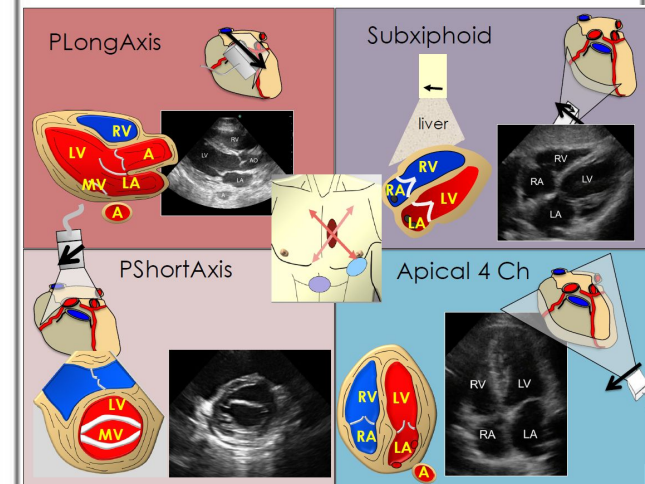 PLongAxis
RV
LV
A
MV
LA
A
RV
LV
AO
LA
Subxiphoid
liver
RV
RA
LV
LA
RV
RA
LV
LA
PShortAxis
LV
MV
Apical 4 Ch
RV
LV
RA
LA
A
RV
LV
RA
LA